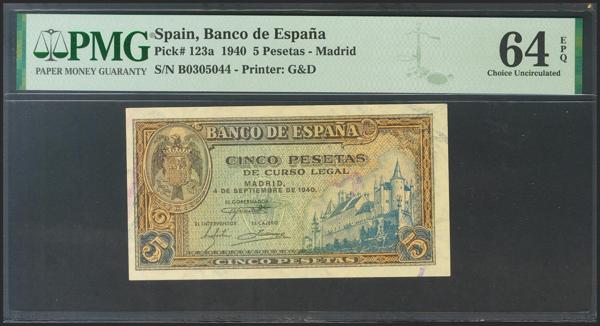 PMG
PAPER MONEY GUARANTY
Spain, Banco de España
Pick# 123a 1940 5 Pesetas - Madrid
S/N B0305044 - Printer: G&D
64 EPQ
Choice Uncirculated
BANCO DE ESPAÑA
CINCO PESETAS
DE CURSO LEGAL
MADRID,
4 DE SEPTIEMBRE DE 1940.
EL GOBERNADOR
EL INTERVENTOR EL CAJERO
5 5
CINCO PESETAS